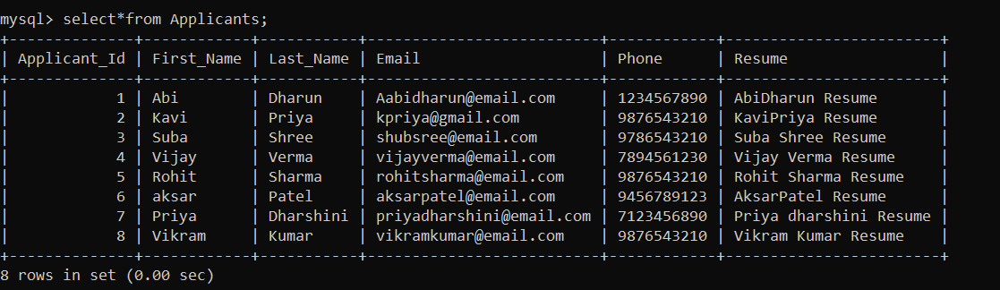 mysql> select*from Applicants;
+--------------+------------+-----------+--------------------------+------------+-----------------------+
| Applicant_Id | First_Name | Last_Name | Email                    | Phone      | Resume                |
+--------------+------------+-----------+--------------------------+------------+-----------------------+
|            1 | Abi        | Dharun    | Aabidharun@email.com     | 1234567890 | AbiDharun Resume      |
|            2 | Kavi       | Priya     | kpriya@gmail.com         | 9876543210 | KaviPriya Resume      |
|            3 | Suba       | Shree     | shubsree@email.com       | 9786543210 | Suba Shree Resume     |
|            4 | Vijay      | Verma     | vijayverma@email.com     | 7894561230 | Vijay Verma Resume    |
|            5 | Rohit      | Sharma    | rohitsharma@email.com    | 9876543210 | Rohit Sharma Resume   |
|            6 | aksar      | Patel     | aksarpatel@email.com     | 9456789123 | AksarPatel Resume     |
|            7 | Priya      | Dharshini | priyadharshini@email.com | 7123456890 | Priya dharshini Resume |
|            8 | Vikram     | Kumar     | vikramkumar@email.com    | 9876543210 | Vikram Kumar Resume   |
+--------------+------------+-----------+--------------------------+------------+-----------------------+
8 rows in set (0.00 sec)